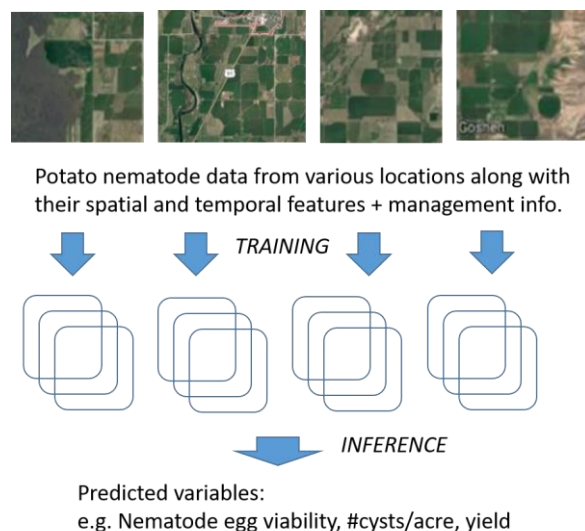 Goshen
Potato nematode data from various locations along with
their spatial and temporal features + management info.
TRAINING
INFERENCE
Predicted variables:
e.g. Nematode egg viability, #cysts/acre, yield